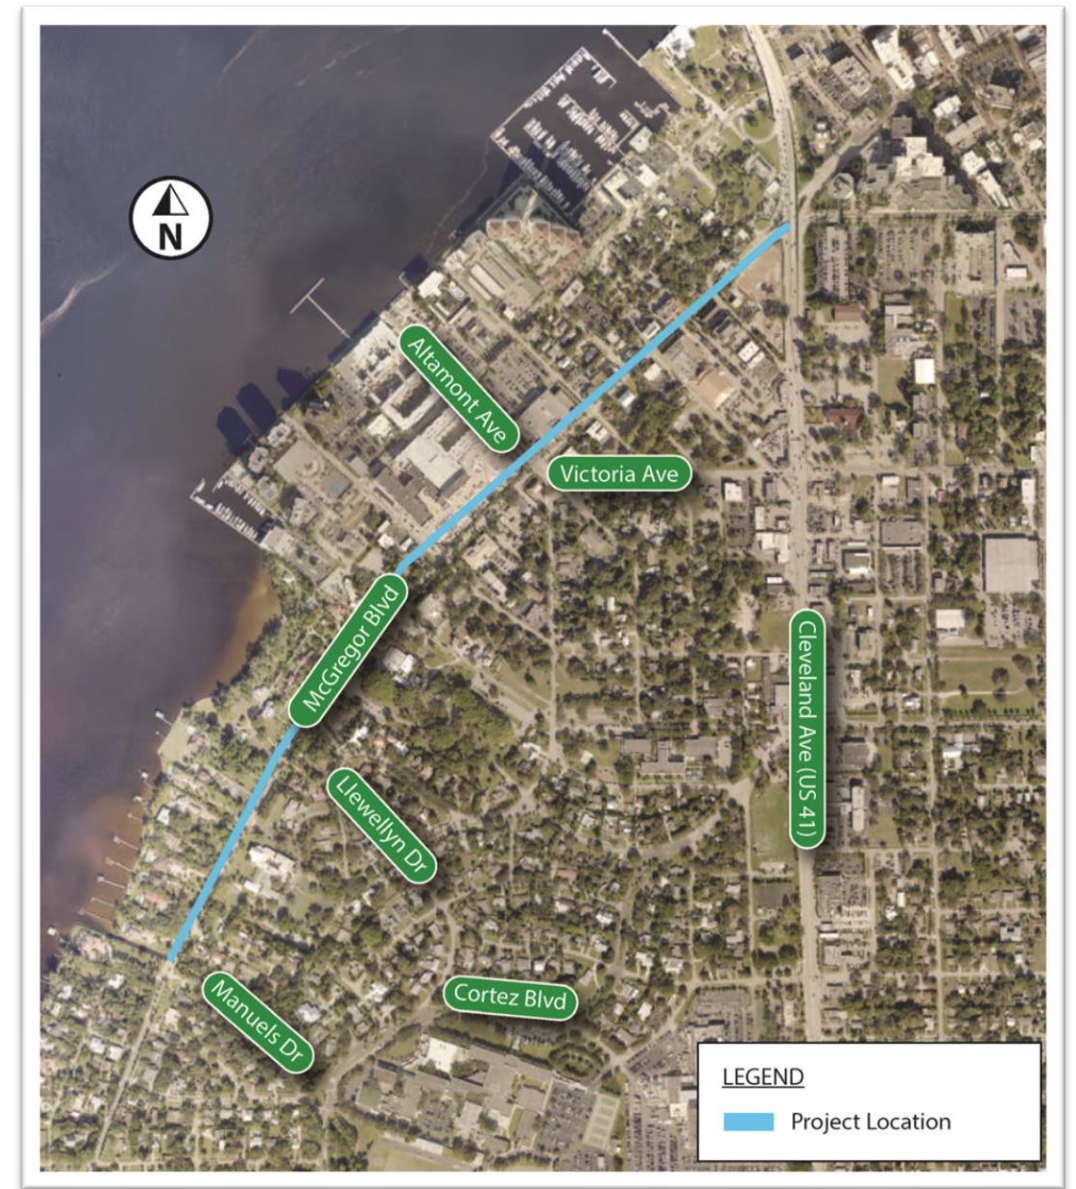 N
Altamont Ave
Victoria Ave
McGregor Blvd
Cleveland Ave (US 41)
Llewellyn Dr
Manuels Dr
Cortez Blvd
LEGEND
Project Location